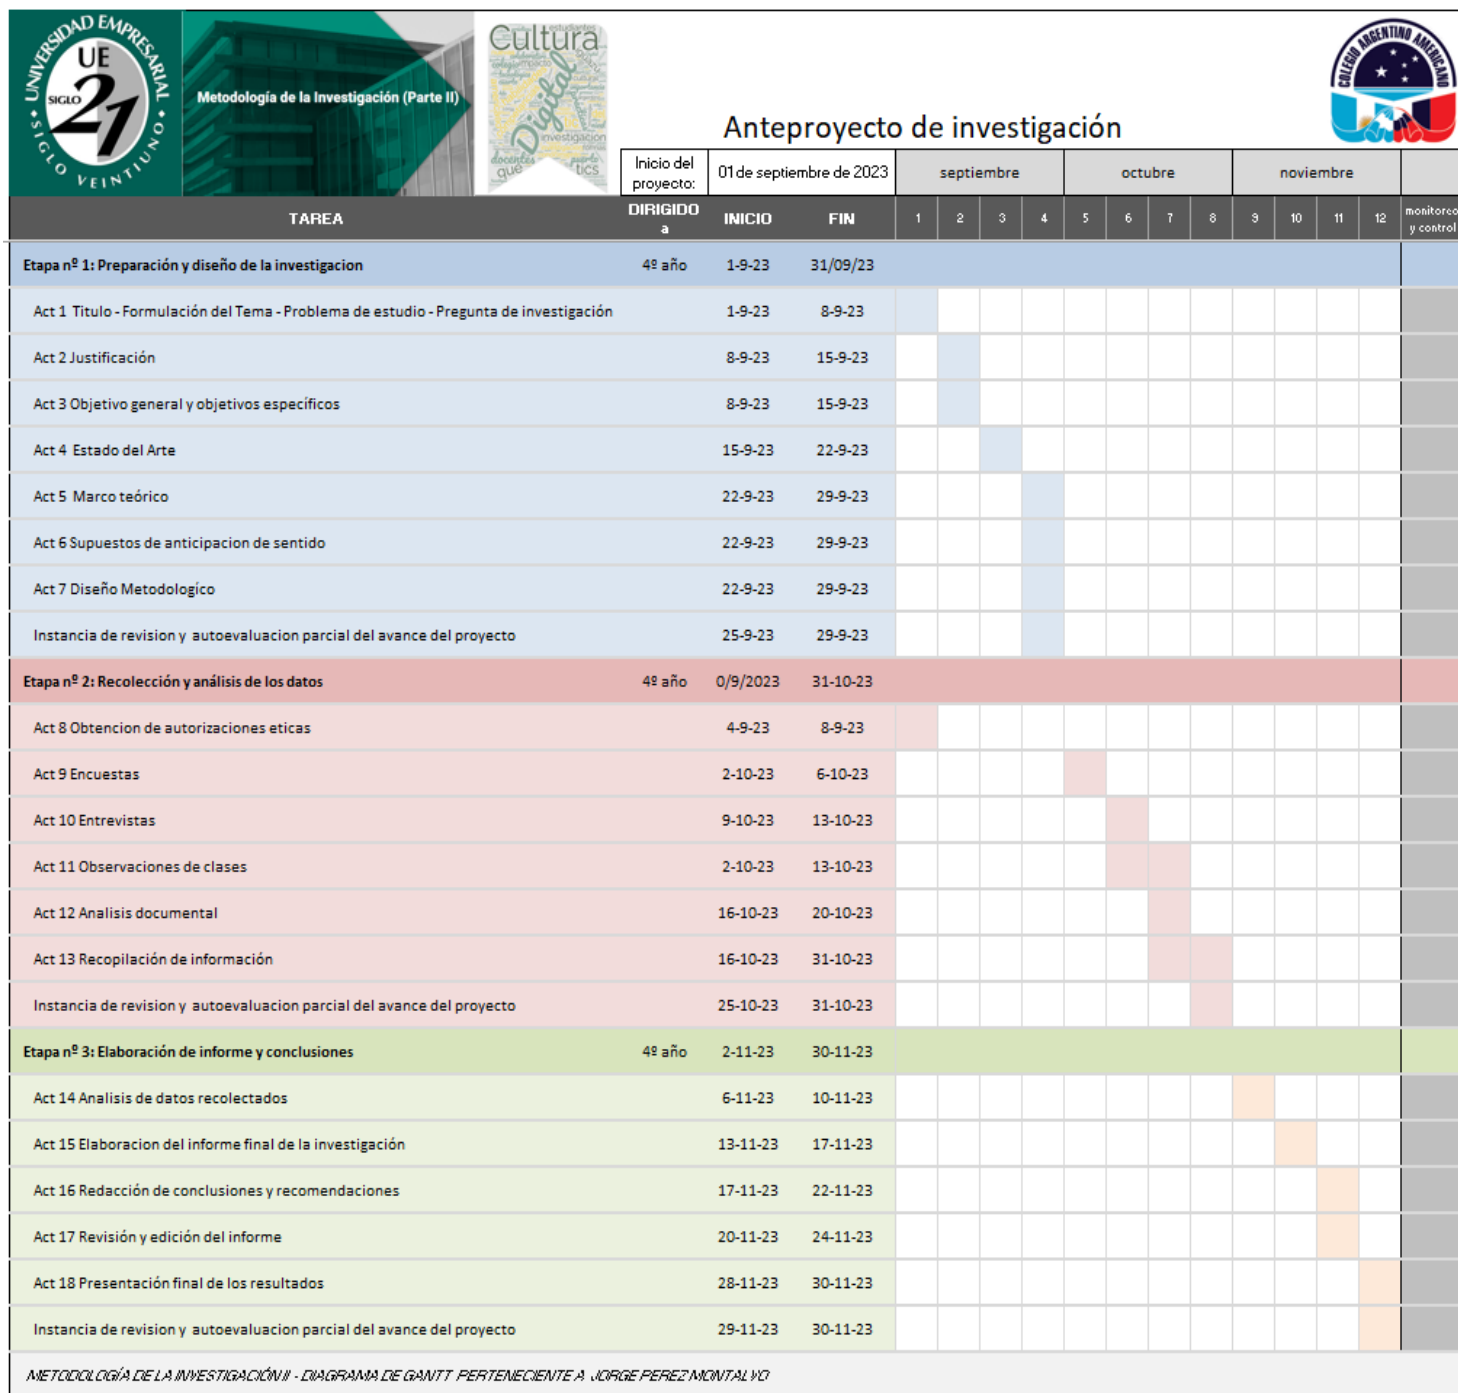 UNIVERSIDAD EMPRESARIAL
UE
SIGLO
21
SIGLO VEINTIUNO
Metodología de la Investigación (Parte II)
Cultura
Digital
estudiantes
impacto
investigación
docentes
qué
tics
COLEGIO ARGENTINO AMERICANO
Anteproyecto de investigación
Inicio del proyecto: 01 de septiembre de 2023 septiembre octubre noviembre
TAREA DIRIGIDO a INICIO FIN 1 2 3 4 5 6 7 8 9 10 11 12 monitoreo y control
Etapa nº 1: Preparación y diseño de la investigacion 4º año 1-9-23 31/09/23
Act 1 Titulo - Formulación del Tema - Problema de estudio - Pregunta de investigación 1-9-23 8-9-23
Act 2 Justificación 8-9-23 15-9-23
Act 3 Objetivo general y objetivos específicos 8-9-23 15-9-23
Act 4 Estado del Arte 15-9-23 22-9-23
Act 5 Marco teórico 22-9-23 29-9-23
Act 6 Supuestos de anticipacion de sentido 22-9-23 29-9-23
Act 7 Diseño Metodologíco 22-9-23 29-9-23
Instancia de revision y autoevaluacion parcial del avance del proyecto 25-9-23 29-9-23
Etapa nº 2: Recolección y análisis de los datos 4º año 0/9/2023 31-10-23
Act 8 Obtencion de autorizaciones eticas 4-9-23 8-9-23
Act 9 Encuestas 2-10-23 6-10-23
Act 10 Entrevistas 9-10-23 13-10-23
Act 11 Observaciones de clases 2-10-23 13-10-23
Act 12 Analisis documental 16-10-23 20-10-23
Act 13 Recopilación de información 16-10-23 31-10-23
Instancia de revision y autoevaluacion parcial del avance del proyecto 25-10-23 31-10-23
Etapa nº 3: Elaboración de informe y conclusiones 4º año 2-11-23 30-11-23
Act 14 Analisis de datos recolectados 6-11-23 10-11-23
Act 15 Elaboracion del informe final de la investigación 13-11-23 17-11-23
Act 16 Redacción de conclusiones y recomendaciones 17-11-23 22-11-23
Act 17 Revisión y edición del informe 20-11-23 24-11-23
Act 18 Presentación final de los resultados 28-11-23 30-11-23
Instancia de revision y autoevaluacion parcial del avance del proyecto 29-11-23 30-11-23
METODOLOGÍA DE LA INVESTIGACIÓN II - DIAGRAMA DE GANTT PERTENECIENTE A JORGE PEREZ MONTALVO